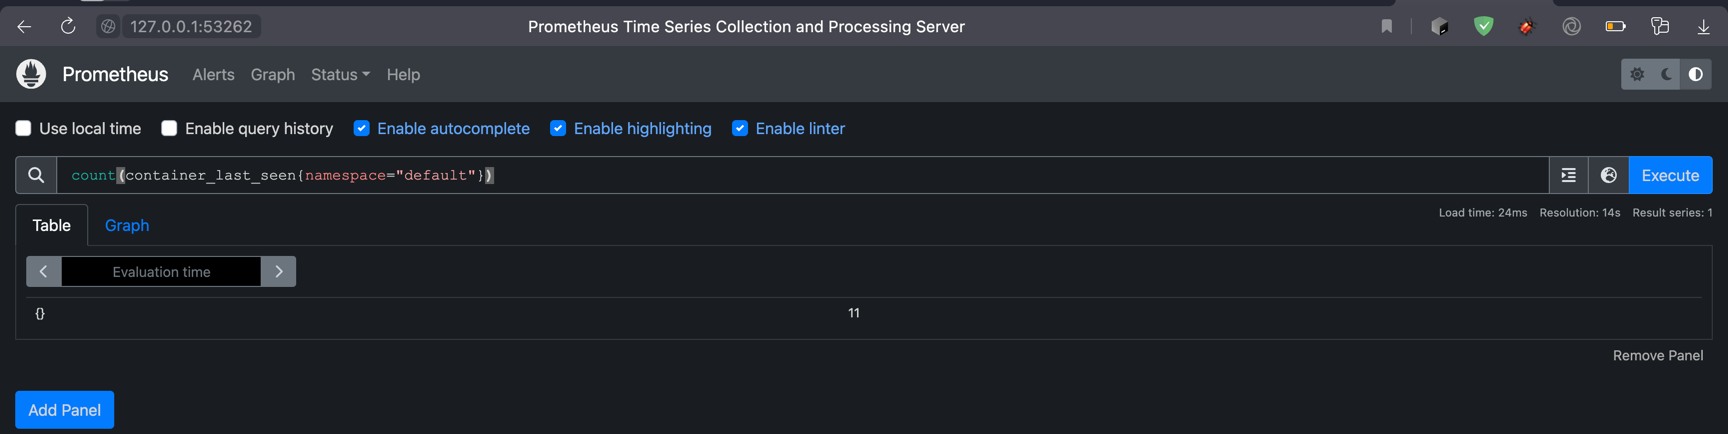 127.0.0.1:53262 Prometheus Time Series Collection and Processing Server
Prometheus Alerts Graph Status Help
Use local time Enable query history Enable autocomplete Enable highlighting Enable linter
count(container_last_seen{namespace="default"}) Execute
Table Graph Load time: 24ms Resolution: 14s Result series: 1
Evaluation time
{} 11
Remove Panel
Add Panel